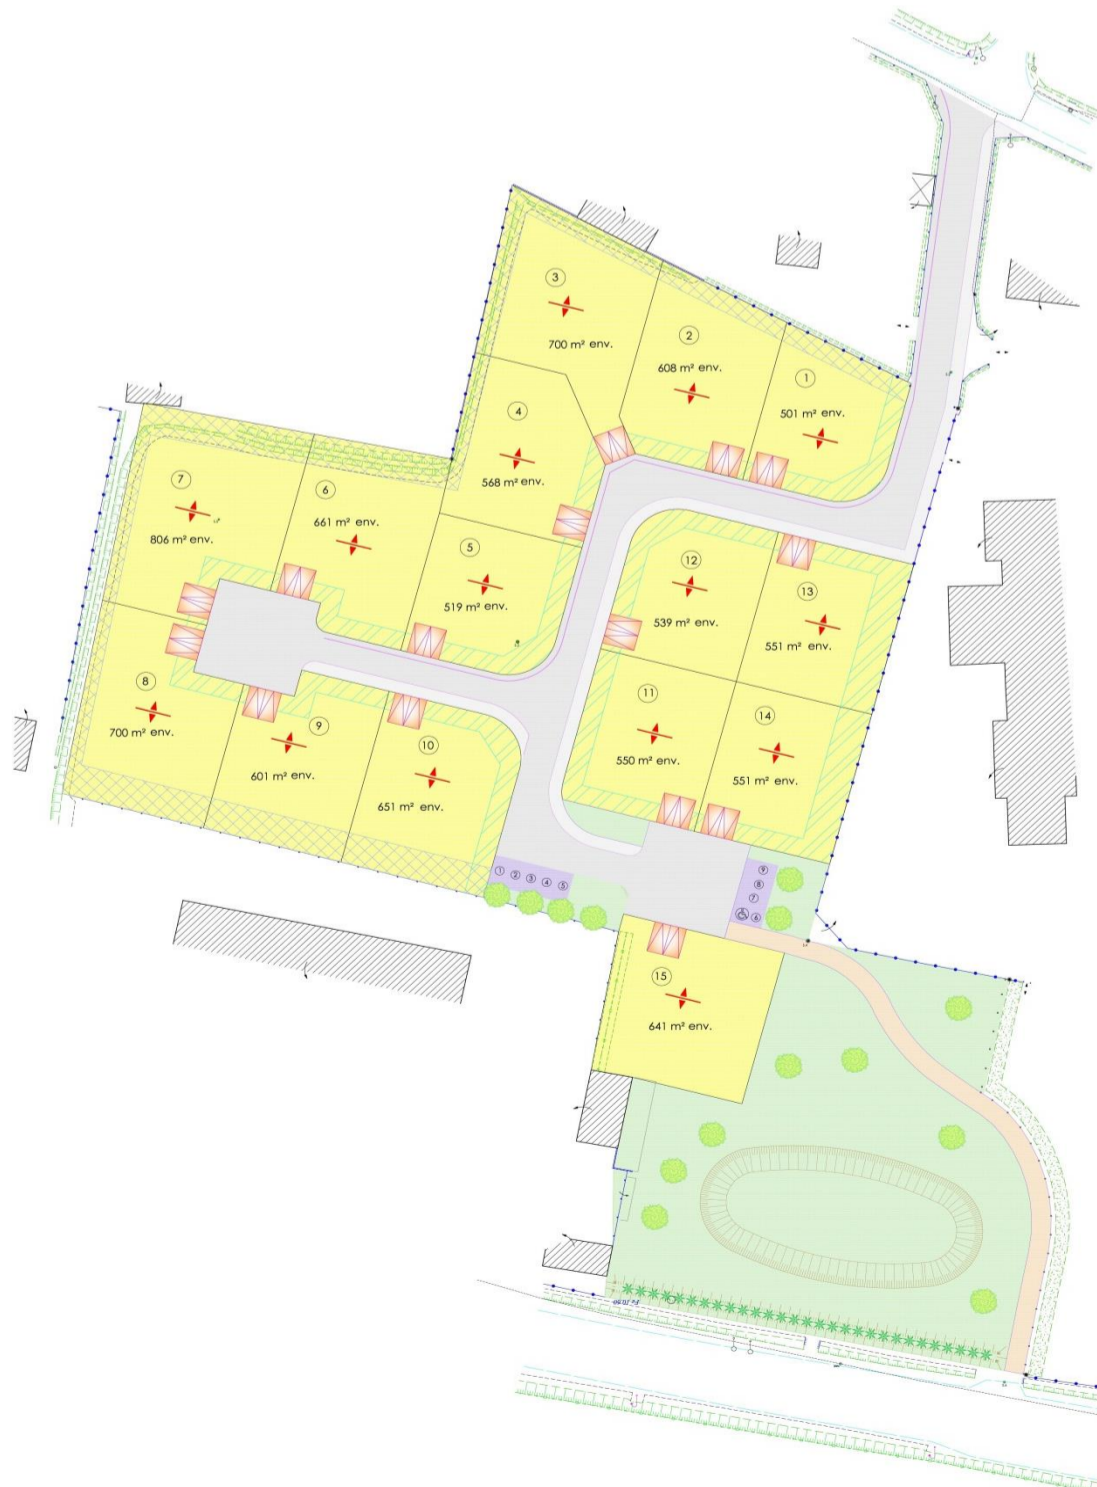 3
700 m² env.
2
608 m² env.
1
501 m² env.
4
568 m² env.
7
806 m² env.
6
661 m² env.
5
519 m² env.
12
539 m² env.
13
551 m² env.
8
700 m² env.
9
601 m² env.
10
651 m² env.
11
550 m² env.
14
551 m² env.
1 2 3 4 5
9
8
7
6
15
641 m² env.